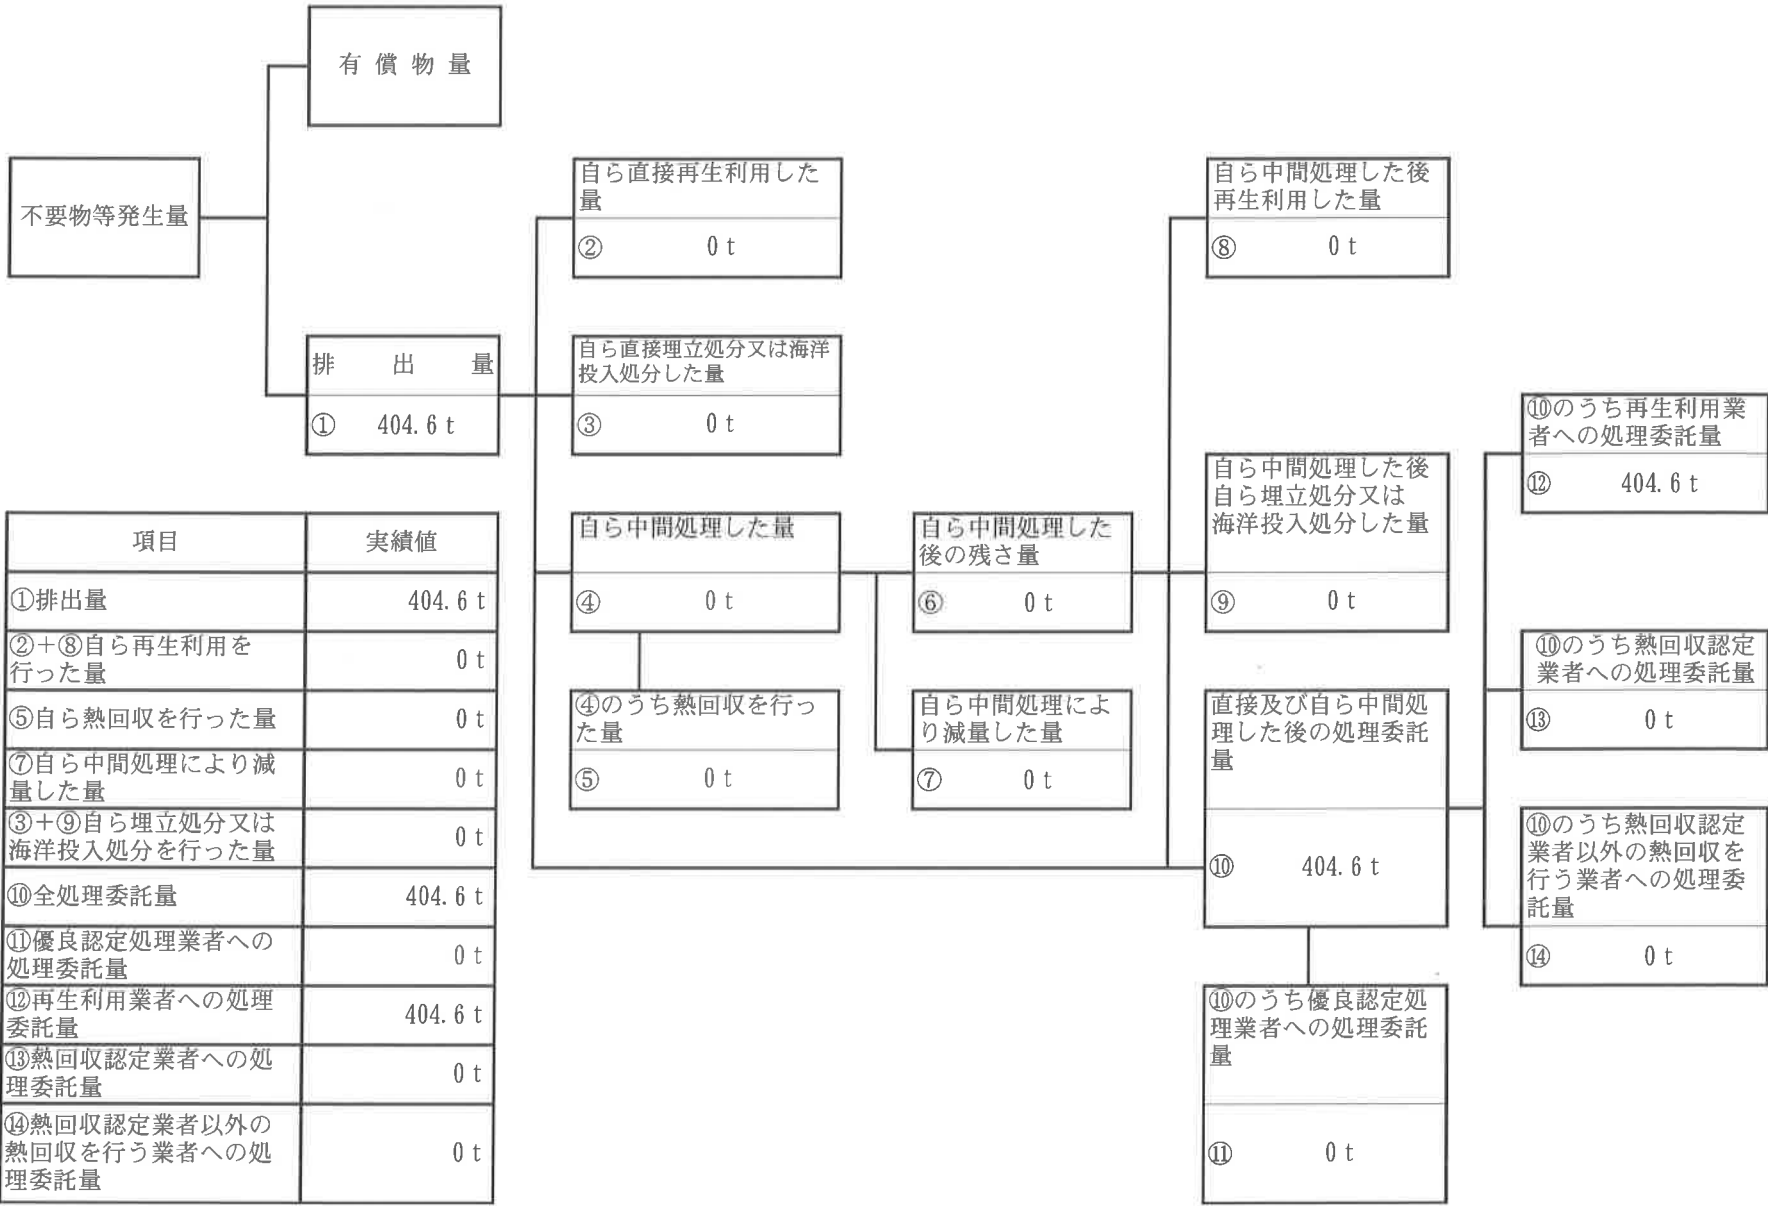 有償物量
不要物等発生量
排出量
① 404.6 t
自ら直接再生利用した
量
② 0 t
自ら直接埋立処分又は海洋
投入処分した量
③ 0 t
自ら中間処理した量
④ 0 t
④のうち熱回収を行っ
た量
⑤ 0 t
自ら中間処理した
後の残さ量
⑥ 0 t
自ら中間処理によ
り減量した量
⑦ 0 t
自ら中間処理した後
再生利用した量
⑧ 0 t
自ら中間処理した後
自ら埋立処分又は
海洋投入処分した量
⑨ 0 t
直接及び自ら中間処
理した後の処理委託
量
⑩ 404.6 t
⑩のうち優良認定処
理業者への処理委託
量
⑪ 0 t
⑩のうち再生利用業
者への処理委託量
⑫ 404.6 t
⑩のうち熱回収認定
業者への処理委託量
⑬ 0 t
⑩のうち熱回収認定
業者以外の熱回収を
行う業者への処理委
託量
⑭ 0 t
項目 実績値
①排出量 404.6 t
②+⑧自ら再生利用を
行った量 0 t
⑤自ら熱回収を行った量 0 t
⑦自ら中間処理により減
量した量 0 t
③+⑨自ら埋立処分又は
海洋投入処分を行った量 0 t
⑩全処理委託量 404.6 t
⑪優良認定処理業者への
処理委託量 0 t
⑫再生利用業者への処理
委託量 404.6 t
⑬熱回収認定業者への処
理委託量 0 t
⑭熱回収認定業者以外の
熱回収を行う業者への処
理委託量 0 t